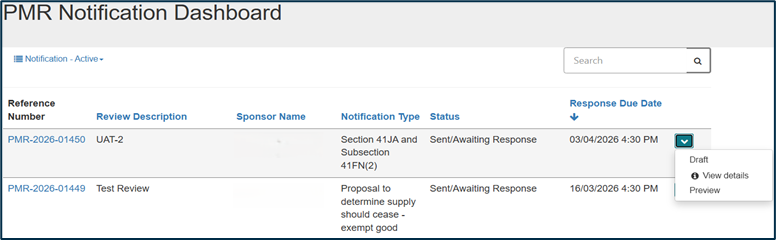 PMR Notification Dashboard
Notification - Active
Search
Reference Number
Review Description
Sponsor Name
Notification Type
Status
Response Due Date
PMR-2026-01450
UAT-2
Section 41JA and
Subsection
41FN(2)
Sent/Awaiting Response
03/04/2026 4:30 PM
Draft
View details
Preview
PMR-2026-01449
Test Review
Proposal to
determine supply
should cease -
exempt good
Sent/Awaiting Response
16/03/2026 4:30 PM